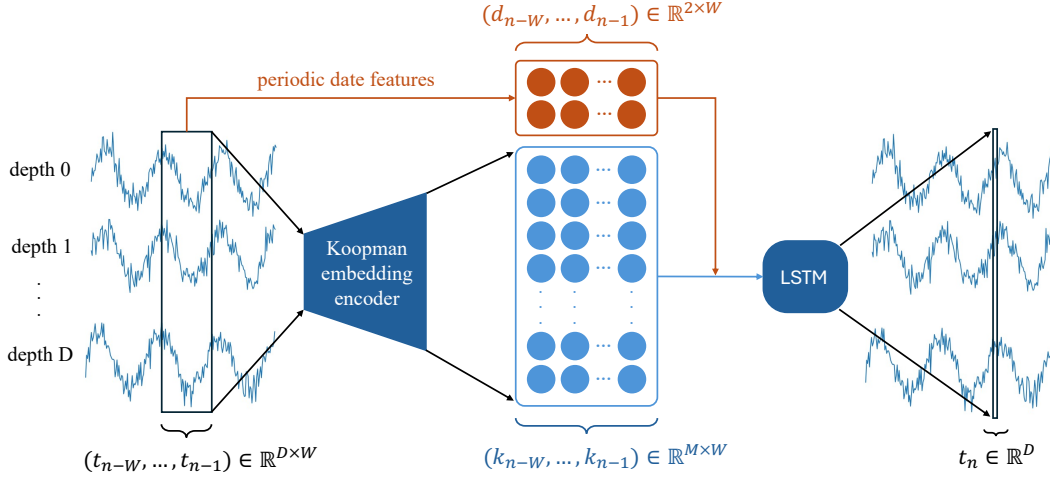 (d_{n-W}, …, d_{n-1}) ∈ ℝ^{2×W}
periodic date features
depth 0
depth 1
depth D
Koopman
embedding
encoder
LSTM
(t_{n-W}, …, t_{n-1}) ∈ ℝ^{D×W}
(k_{n-W}, …, k_{n-1}) ∈ ℝ^{M×W}
t_n ∈ ℝ^D